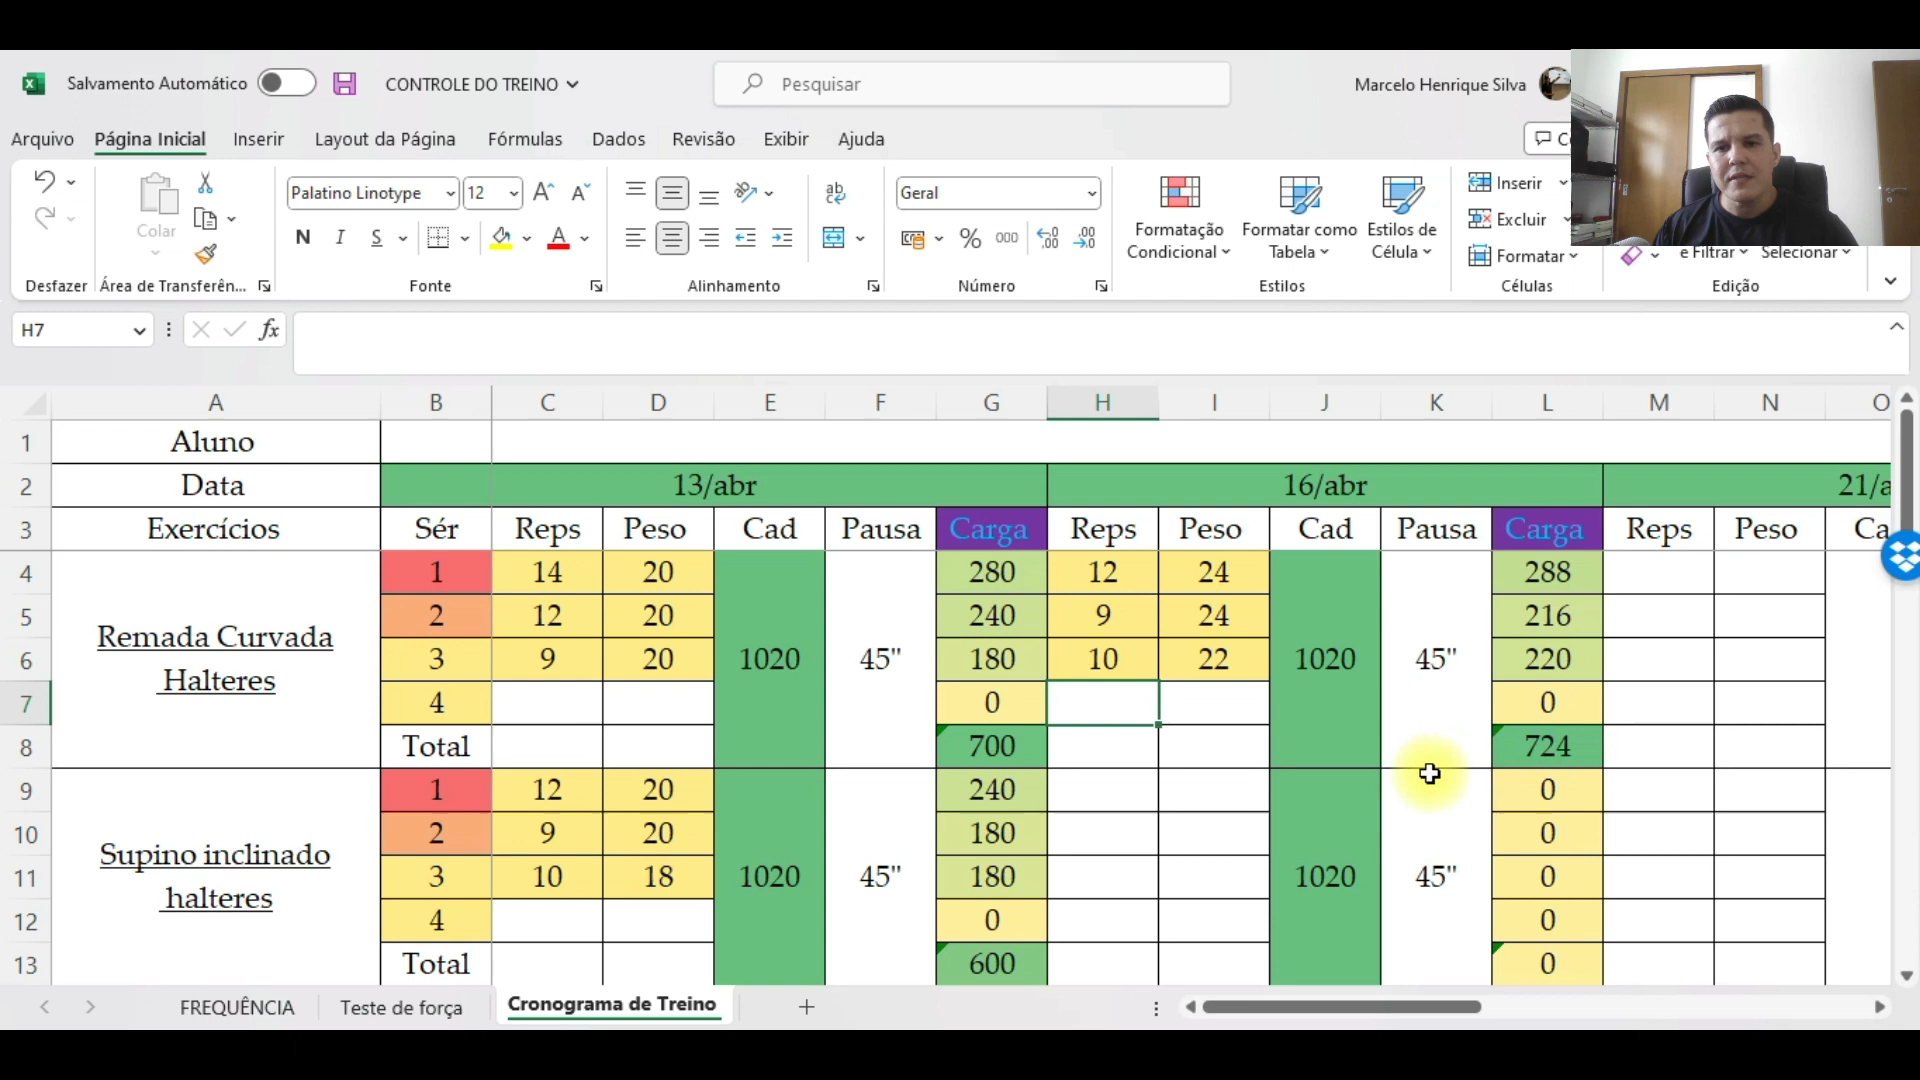 Salvamento Automático
CONTROLE DO TREINO
Pesquisar
Marcelo Henrique Silva
Arquivo Página Inicial Inserir Layout da Página Fórmulas Dados Revisão Exibir Ajuda
Colar
Palatino Linotype 12
N I S
Geral
% 000
Formatação Condicional
Formatar como Tabela
Estilos de Célula
Inserir
Excluir
Formatar
e Filtrar Selecionar
Desfazer Área de Transferên... Fonte Alinhamento Número Estilos Células Edição
H7 fx
A B C D E F G H I J K L M N O
1 Aluno
2 Data 13/abr 16/abr
3 Exercícios Sér Reps Peso Cad Pausa Carga Reps Peso Cad Pausa Carga Reps Peso
4 1 14 20 280 12 24 288
5 2 12 20 240 9 24 216
Remada Curvada Halteres
6 3 9 20 1020 45" 180 10 22 1020 45" 220
7 4 0 0
8 Total 700 724
9 1 12 20 240 0
10 2 9 20 180 0
Supino inclinado halteres
11 3 10 18 1020 45" 180 1020 45" 0
12 4 0 0
13 Total 600 0
FREQUÊNCIA Teste de força Cronograma de Treino